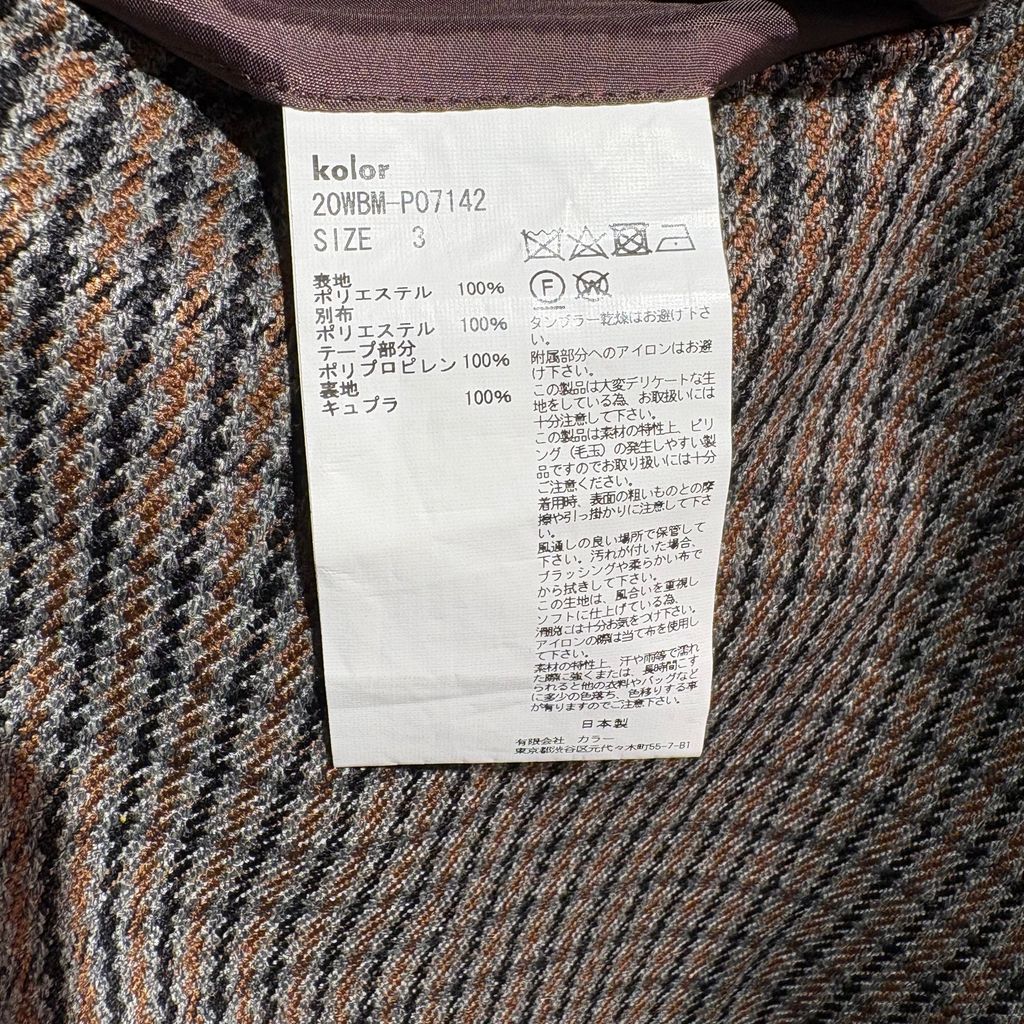 kolor
20WBM-P07142
SIZE 3
表地
ポリエステル 100%
別布
ポリエステル 100%
テープ部分
ポリプロピレン 100%
裏地
キュプラ 100%
F
W
タンブラー乾燥はお避け下さ
い。
附属部分へのアイロンはお避
け下さい。
この製品は大変デリケートな生
地をしている為、お取扱いには
十分注意して下さい。
この製品は素材の特性上、ピリ
ング(毛玉)の発生しやすい製
品ですのでお取り扱いには十分
ご注意ください。
着用時、表面の粗いものとの摩
擦や引っ掛かりに注意して下さ
い。
風通しの良い場所で保管して
下さい。汚れが付いた場合、
ブラッシングや柔らかい布で
から拭きして下さい。
この生地は、風合いを重視し
ソフトに仕上げている為、
滑脱には十分お気をつけ下さい。
アイロンの際は当て布を使用し
て下さい。
素材の特性上、汗や雨等で濡れ
た際に強くまたは、長時間こす
られると他の衣料やバッグなど
に多少の色落ち、色移りする事
が有りますのでご注意下さい。
日本製
有限会社 カラー
東京都渋谷区元代々木町55-7-B1